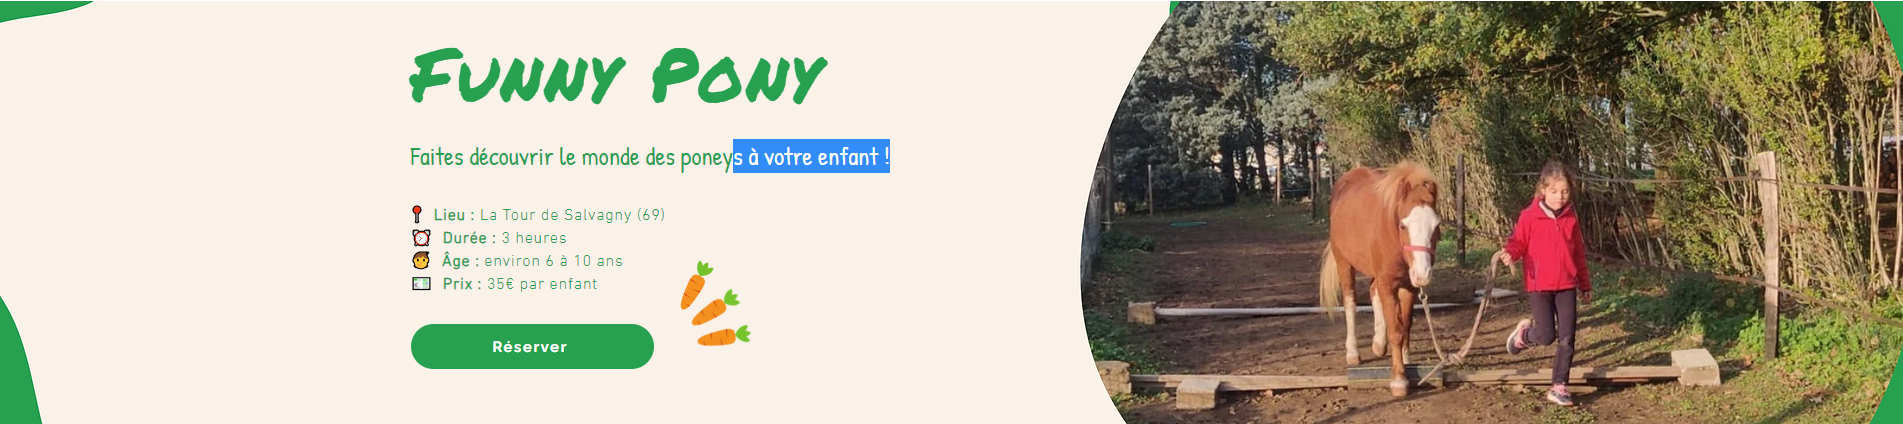 Funny Pony
Faites découvrir le monde des poneys à votre enfant !
Lieu : La Tour de Salvagny (69)
Durée : 3 heures
Âge : environ 6 à 10 ans
Prix : 35€ par enfant
Réserver